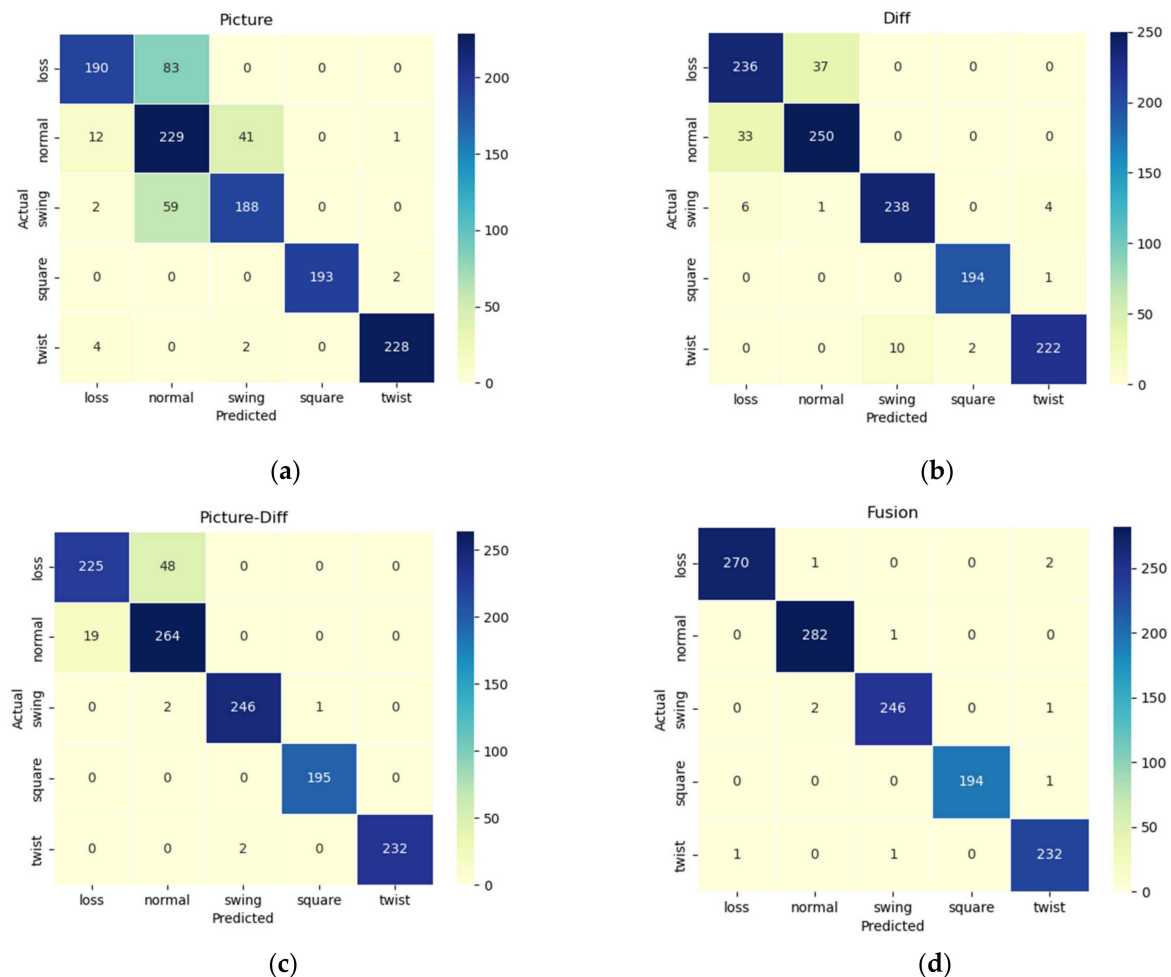 Picture
loss 190 83 0 0 0
normal 12 229 41 0 1
swing 2 59 188 0 0
square 0 0 0 193 2
twist 4 0 2 0 228
loss normal swing square twist
Predicted
Actual
200
150
100
50
0
(a)
Diff
loss 236 37 0 0 0
normal 33 250 0 0 0
swing 6 1 238 0 4
square 0 0 0 194 1
twist 0 0 10 2 222
loss normal swing square twist
Predicted
Actual
250
200
150
100
50
0
(b)
Picture-Diff
loss 225 48 0 0 0
normal 19 264 0 0 0
swing 0 2 246 1 0
square 0 0 0 195 0
twist 0 0 2 0 232
loss normal swing square twist
Predicted
Actual
250
200
150
100
50
0
(c)
Fusion
loss 270 1 0 0 2
normal 0 282 1 0 0
swing 0 2 246 0 1
square 0 0 0 194 1
twist 1 0 1 0 232
loss normal swing square twist
Predicted
Actual
250
200
150
100
50
0
(d)